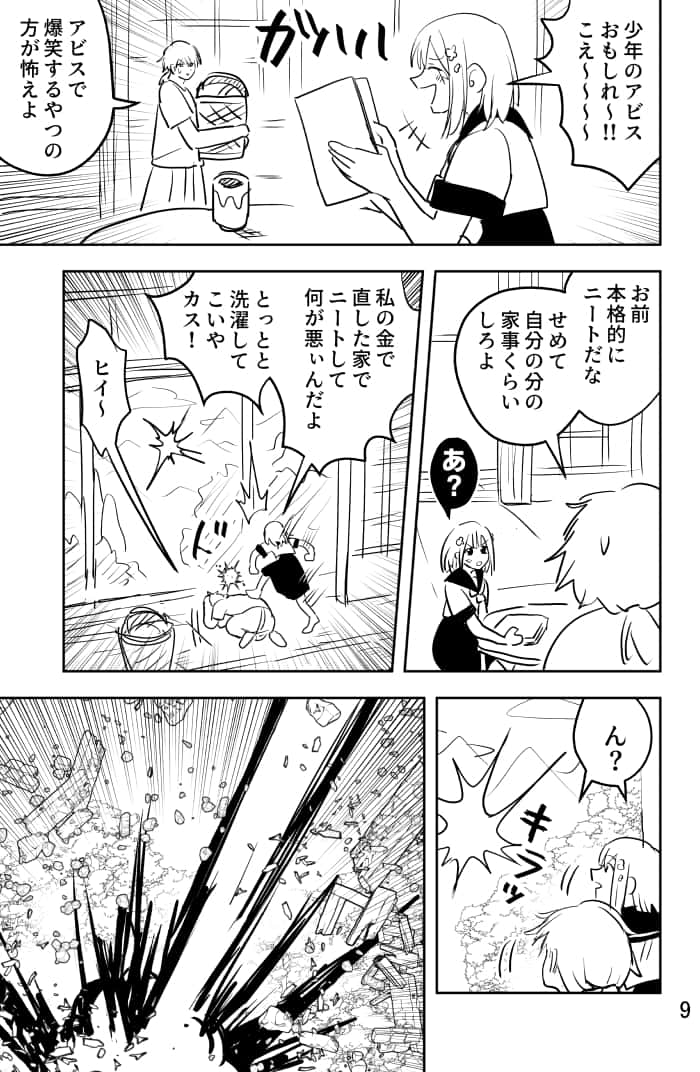 少年のアビス
おもしれ～!!
こえ～～～～
ガハハハ
アビスで
爆笑するやつの
方が怖えよ
お前
本格的に
ニートだな
せめて
自分の分の
家事くらい
しろよ
あ？
私の金で
直した家で
ニートして
何が悪ぃんだよ
とっとと
洗濯して
こいや
カス！
ヒィ～
ドズ
ん？
キラッ
9